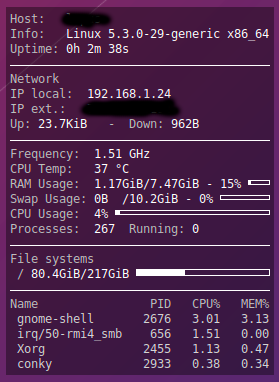 Host:
Info:   Linux 5.3.0-29-generic x86_64
Uptime: 0h 2m 38s
Network
IP local:  192.168.1.24
IP ext.:
Up: 23.7KiB   -  Down: 962B
Frequency:  1.51 GHz
CPU Temp:   37 °C
RAM Usage:  1.17GiB/7.47GiB - 15%
Swap Usage: 0B  /10.2GiB - 0%
CPU Usage:  4%
Processes:  267  Running: 0
File systems
/ 80.4GiB/217GiB
Name                PID   CPU%   MEM%
gnome-shell        2676   3.01   3.13
irq/50-rmi4_smb     656   1.51   0.00
Xorg               2455   1.13   0.47
conky              2933   0.38   0.34